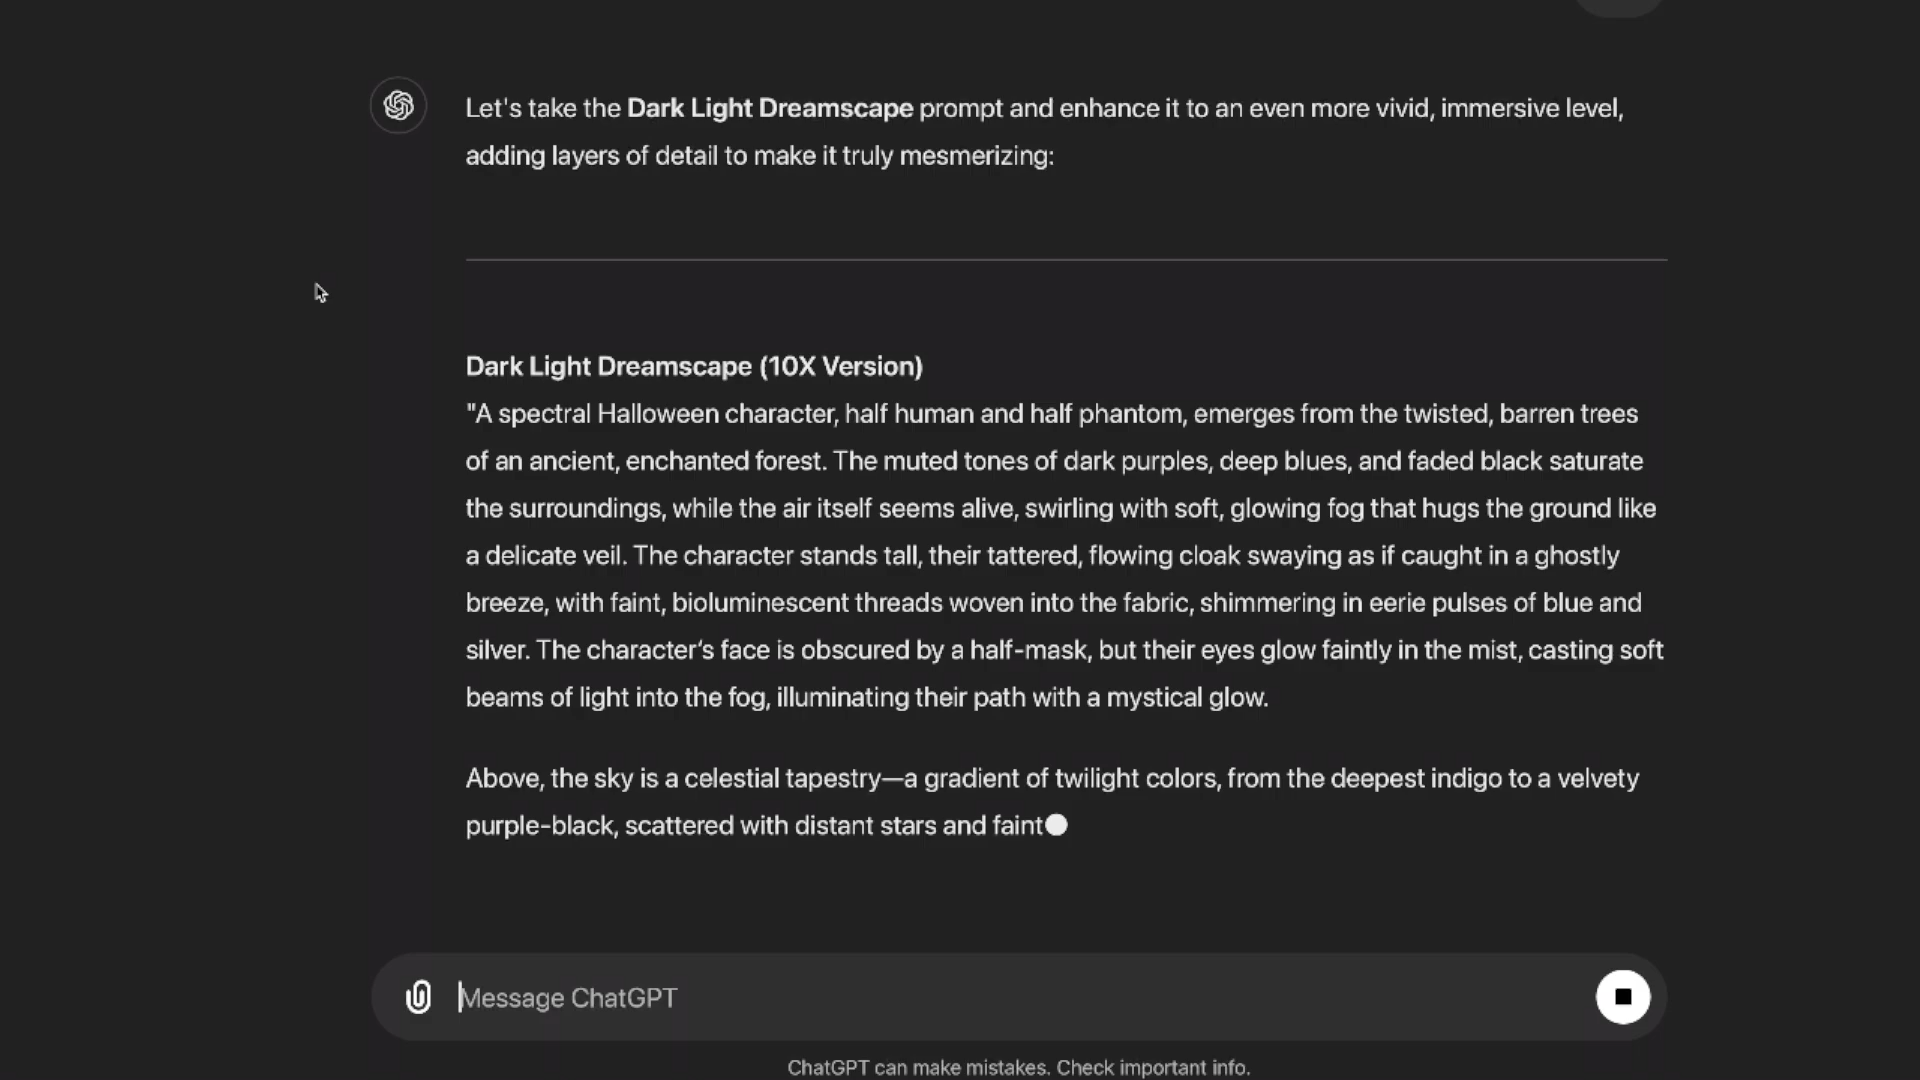 Let's take the Dark Light Dreamscape prompt and enhance it to an even more vivid, immersive level,
adding layers of detail to make it truly mesmerizing:
Dark Light Dreamscape (10X Version)
"A spectral Halloween character, half human and half phantom, emerges from the twisted, barren trees
of an ancient, enchanted forest. The muted tones of dark purples, deep blues, and faded black saturate
the surroundings, while the air itself seems alive, swirling with soft, glowing fog that hugs the ground like
a delicate veil. The character stands tall, their tattered, flowing cloak swaying as if caught in a ghostly
breeze, with faint, bioluminescent threads woven into the fabric, shimmering in eerie pulses of blue and
silver. The character’s face is obscured by a half-mask, but their eyes glow faintly in the mist, casting soft
beams of light into the fog, illuminating their path with a mystical glow.
Above, the sky is a celestial tapestry—a gradient of twilight colors, from the deepest indigo to a velvety
purple-black, scattered with distant stars and faint
Message ChatGPT
ChatGPT can make mistakes. Check important info.